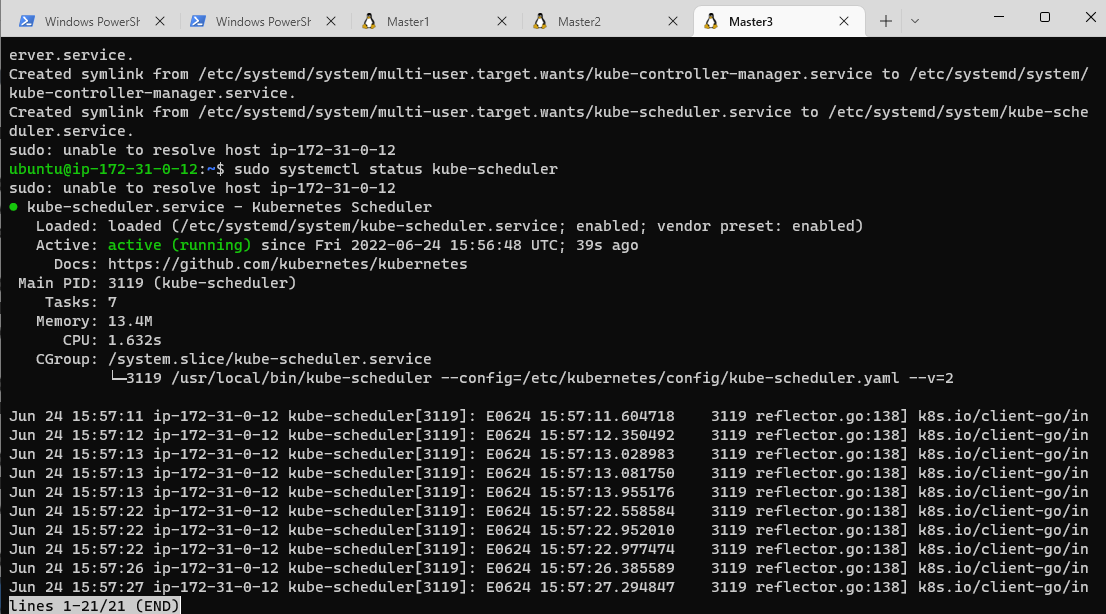 Windows PowerSh
Windows PowerSh
Master1
Master2
Master3
erver.service.
Created symlink from /etc/systemd/system/multi-user.target.wants/kube-controller-manager.service to /etc/systemd/system/
kube-controller-manager.service.
Created symlink from /etc/systemd/system/multi-user.target.wants/kube-scheduler.service to /etc/systemd/system/kube-sche
duler.service.
sudo: unable to resolve host ip-172-31-0-12
ubuntu@ip-172-31-0-12:~$ sudo systemctl status kube-scheduler
sudo: unable to resolve host ip-172-31-0-12
● kube-scheduler.service - Kubernetes Scheduler
   Loaded: loaded (/etc/systemd/system/kube-scheduler.service; enabled; vendor preset: enabled)
   Active: active (running) since Fri 2022-06-24 15:56:48 UTC; 39s ago
     Docs: https://github.com/kubernetes/kubernetes
 Main PID: 3119 (kube-scheduler)
    Tasks: 7
   Memory: 13.4M
      CPU: 1.632s
   CGroup: /system.slice/kube-scheduler.service
           └─3119 /usr/local/bin/kube-scheduler --config=/etc/kubernetes/config/kube-scheduler.yaml --v=2
Jun 24 15:57:11 ip-172-31-0-12 kube-scheduler[3119]: E0624 15:57:11.604718    3119 reflector.go:138] k8s.io/client-go/in
Jun 24 15:57:12 ip-172-31-0-12 kube-scheduler[3119]: E0624 15:57:12.350492    3119 reflector.go:138] k8s.io/client-go/in
Jun 24 15:57:13 ip-172-31-0-12 kube-scheduler[3119]: E0624 15:57:13.028983    3119 reflector.go:138] k8s.io/client-go/in
Jun 24 15:57:13 ip-172-31-0-12 kube-scheduler[3119]: E0624 15:57:13.081750    3119 reflector.go:138] k8s.io/client-go/in
Jun 24 15:57:13 ip-172-31-0-12 kube-scheduler[3119]: E0624 15:57:13.955176    3119 reflector.go:138] k8s.io/client-go/in
Jun 24 15:57:22 ip-172-31-0-12 kube-scheduler[3119]: E0624 15:57:22.558584    3119 reflector.go:138] k8s.io/client-go/in
Jun 24 15:57:22 ip-172-31-0-12 kube-scheduler[3119]: E0624 15:57:22.952010    3119 reflector.go:138] k8s.io/client-go/in
Jun 24 15:57:22 ip-172-31-0-12 kube-scheduler[3119]: E0624 15:57:22.977474    3119 reflector.go:138] k8s.io/client-go/in
Jun 24 15:57:26 ip-172-31-0-12 kube-scheduler[3119]: E0624 15:57:26.385589    3119 reflector.go:138] k8s.io/client-go/in
Jun 24 15:57:27 ip-172-31-0-12 kube-scheduler[3119]: E0624 15:57:27.294847    3119 reflector.go:138] k8s.io/client-go/in
lines 1-21/21 (END)